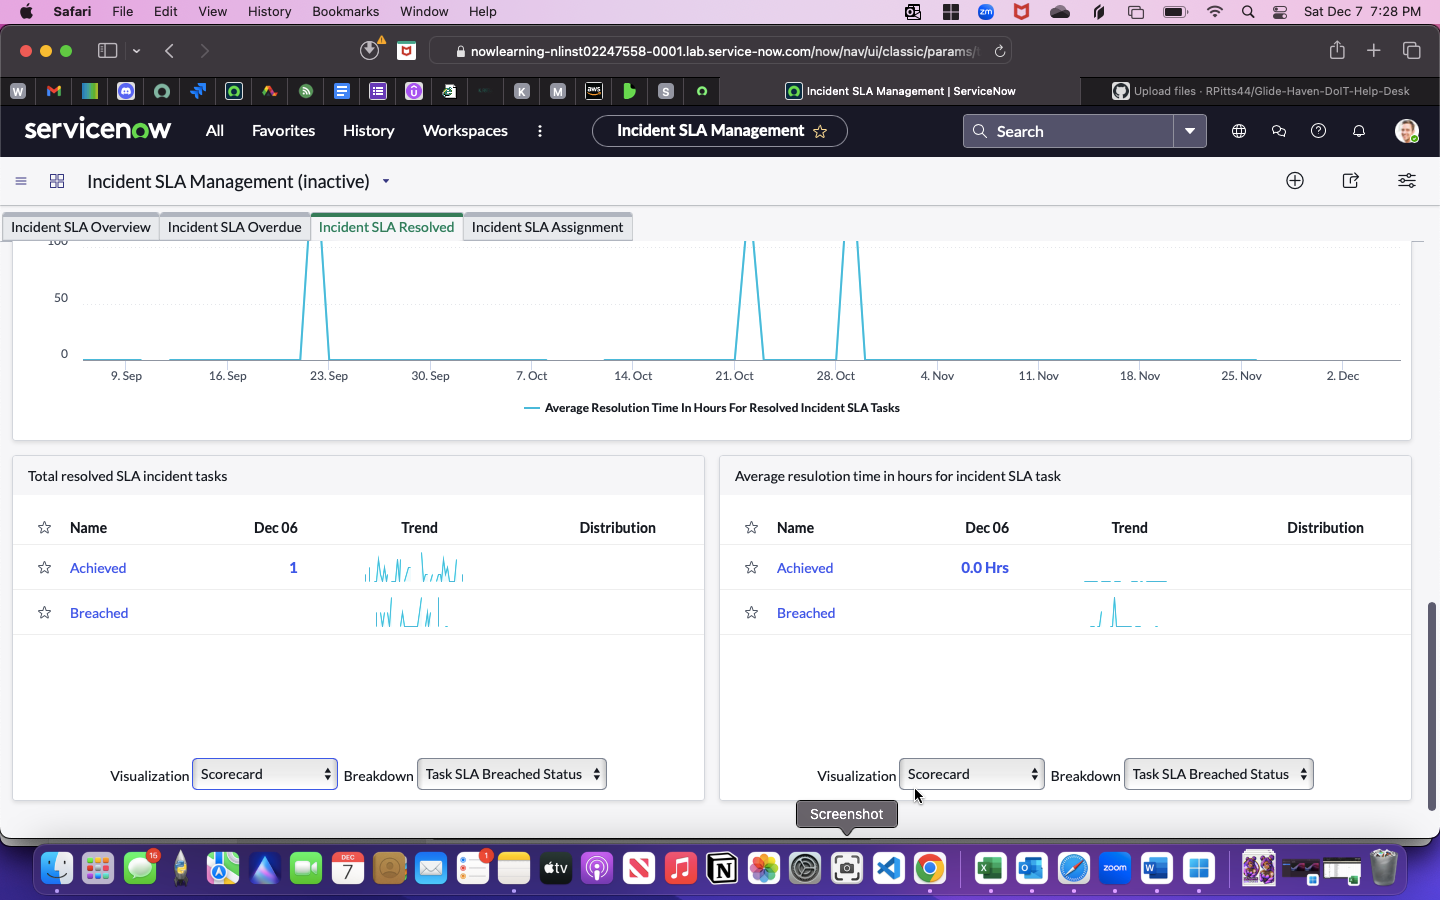 Safari File Edit View History Bookmarks Window Help zm Sat Dec 7 7:28 PM
nowlearning-nlinst02247558-0001.lab.service-now.com/now/nav/ui/classic/params/
W K M aws S Incident SLA Management | ServiceNow Upload files · RPitts44/Glide-Haven-DoIT-Help-Desk
servicenow All Favorites History Workspaces Incident SLA Management Search
Incident SLA Management (inactive)
Incident SLA Overview Incident SLA Overdue Incident SLA Resolved Incident SLA Assignment
100
50
0
9. Sep 16. Sep 23. Sep 30. Sep 7. Oct 14. Oct 21. Oct 28. Oct 4. Nov 11. Nov 18. Nov 25. Nov 2. Dec
Average Resolution Time In Hours For Resolved Incident SLA Tasks
Total resolved SLA incident tasks
Name Dec 06 Trend Distribution
Achieved 1
Breached
Visualization Scorecard Breakdown Task SLA Breached Status
Average resulotion time in hours for incident SLA task
Name Dec 06 Trend Distribution
Achieved 0.0 Hrs
Breached
Visualization Scorecard Breakdown Task SLA Breached Status
Screenshot
16 DEC 7 1 tv zoom